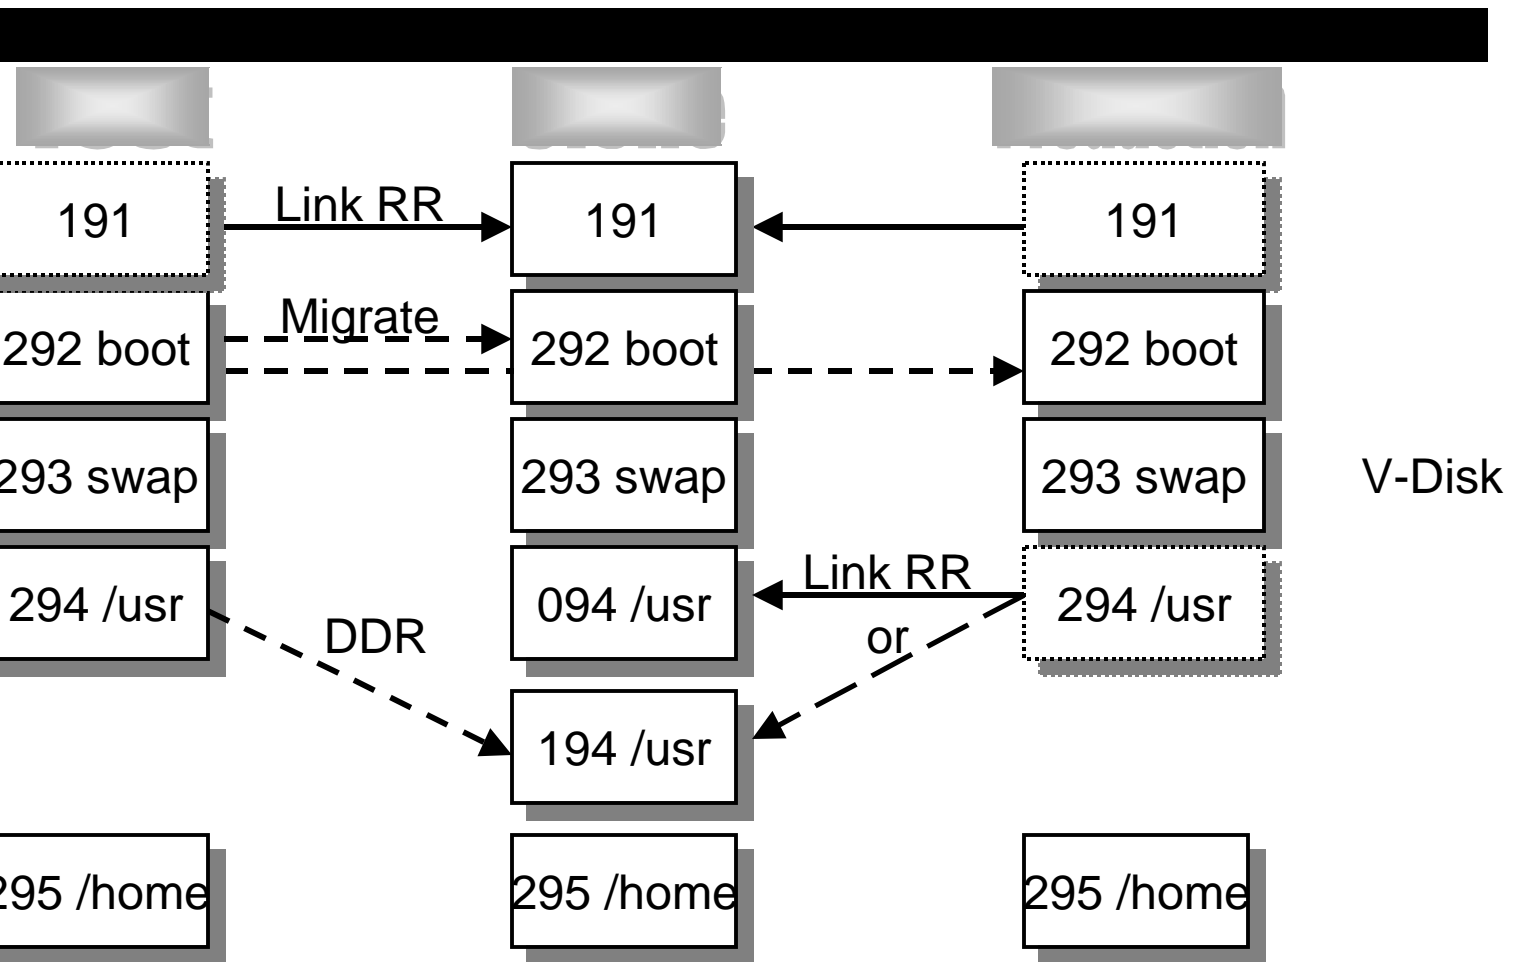 191
Link RR
191
191
Migrate
292 boot
292 boot
292 boot
293 swap
293 swap
293 swap
V-Disk
294 /usr
DDR
094 /usr
Link RR
or
294 /usr
194 /usr
295 /home
295 /home
295 /home